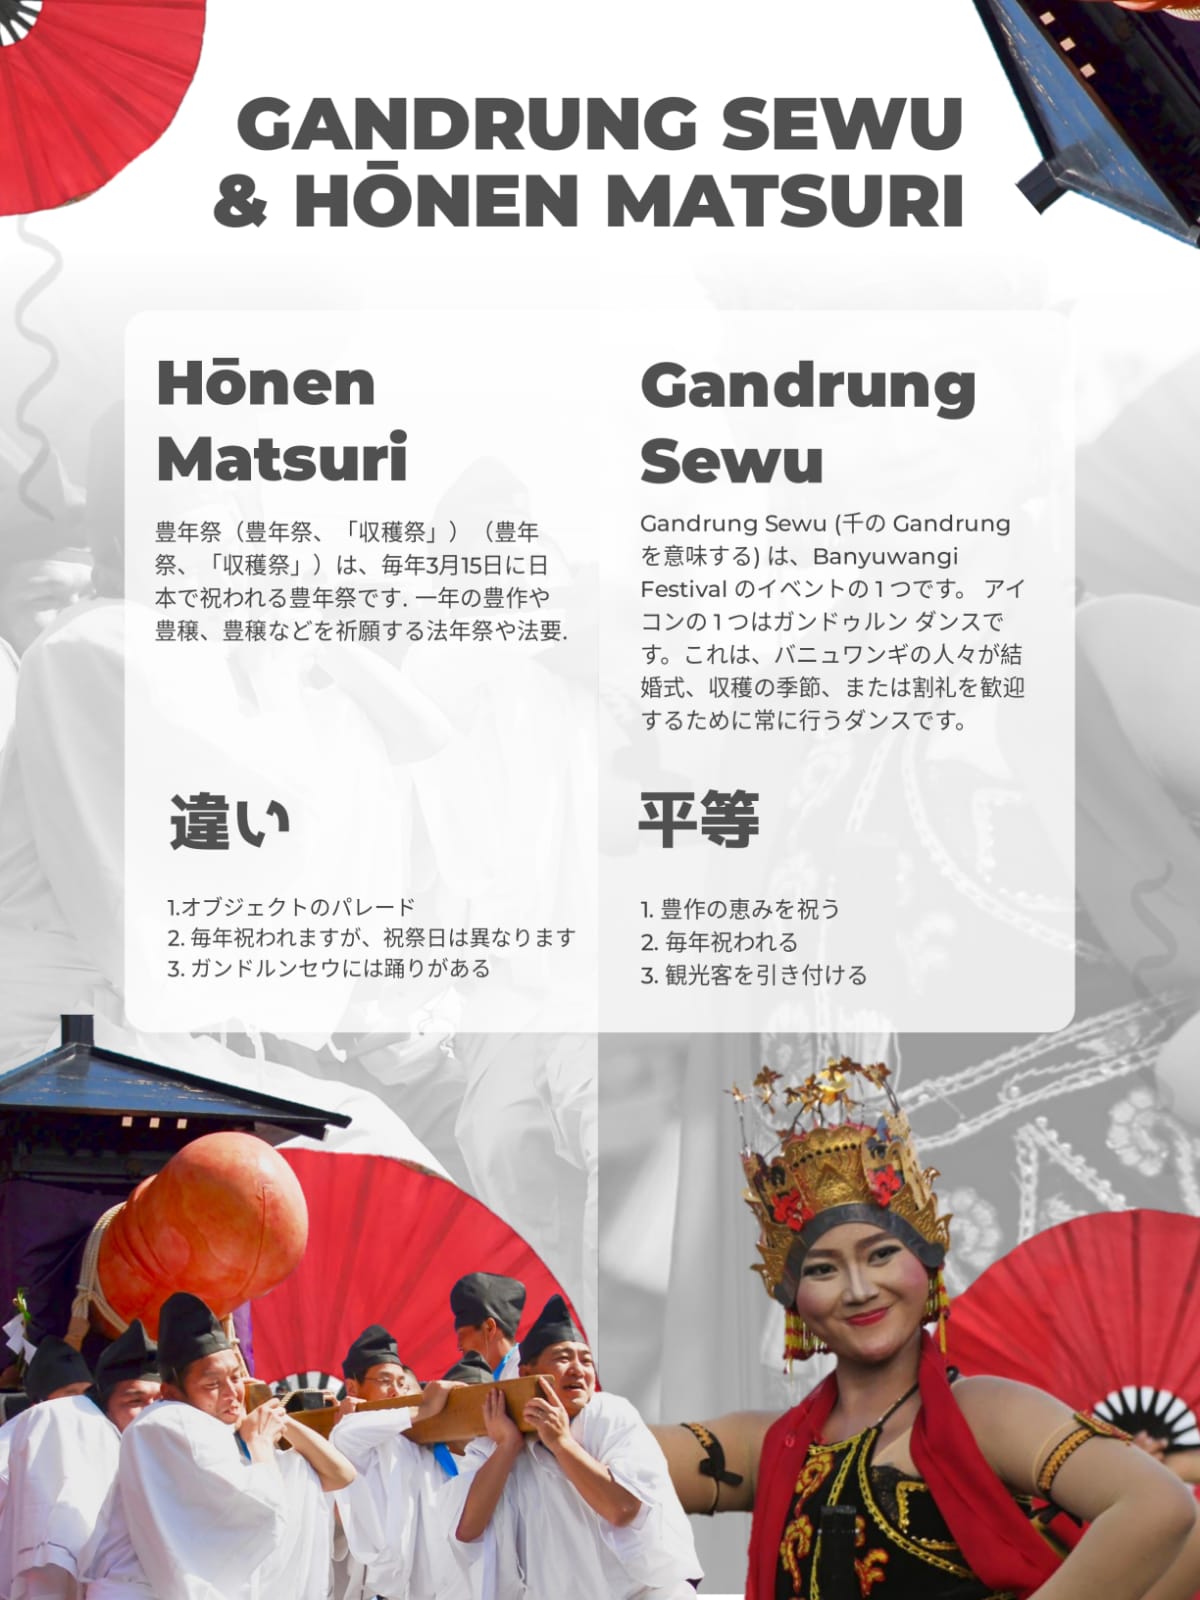 GANDRUNG SEWU
& HŌNEN MATSURI
Hōnen
Matsuri
豊年祭（豊年祭、「収穫祭」）（豊年
祭、「収穫祭」）は、毎年3月15日に日
本で祝われる豊年祭です. 一年の豊作や
豊穣、豊穣などを祈願する法年祭や法要.
Gandrung
Sewu
Gandrung Sewu (千の Gandrung
を意味する) は、Banyuwangi
Festival のイベントの 1 つです。 アイ
コンの 1 つはガンドゥルン ダンスで
す。これは、バニュワンギの人々が結
婚式、収穫の季節、または割礼を歓迎
するために常に行うダンスです。
違い
1.オブジェクトのパレード
2. 毎年祝われますが、祝祭日は異なります
3. ガンドルンセウには踊りがある
平等
1. 豊作の恵みを祝う
2. 毎年祝われる
3. 観光客を引き付ける